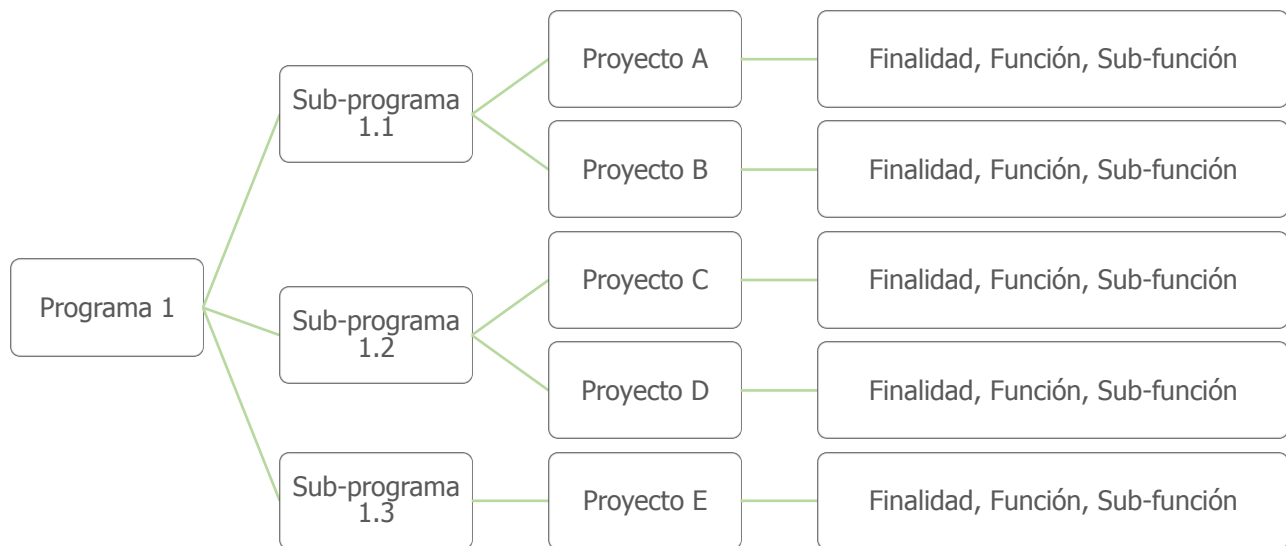 Proyecto A
Finalidad, Función, Sub-función
Sub-programa
1.1
Proyecto B
Finalidad, Función, Sub-función
Programa 1
Proyecto C
Finalidad, Función, Sub-función
Sub-programa
1.2
Proyecto D
Finalidad, Función, Sub-función
Sub-programa
1.3
Proyecto E
Finalidad, Función, Sub-función